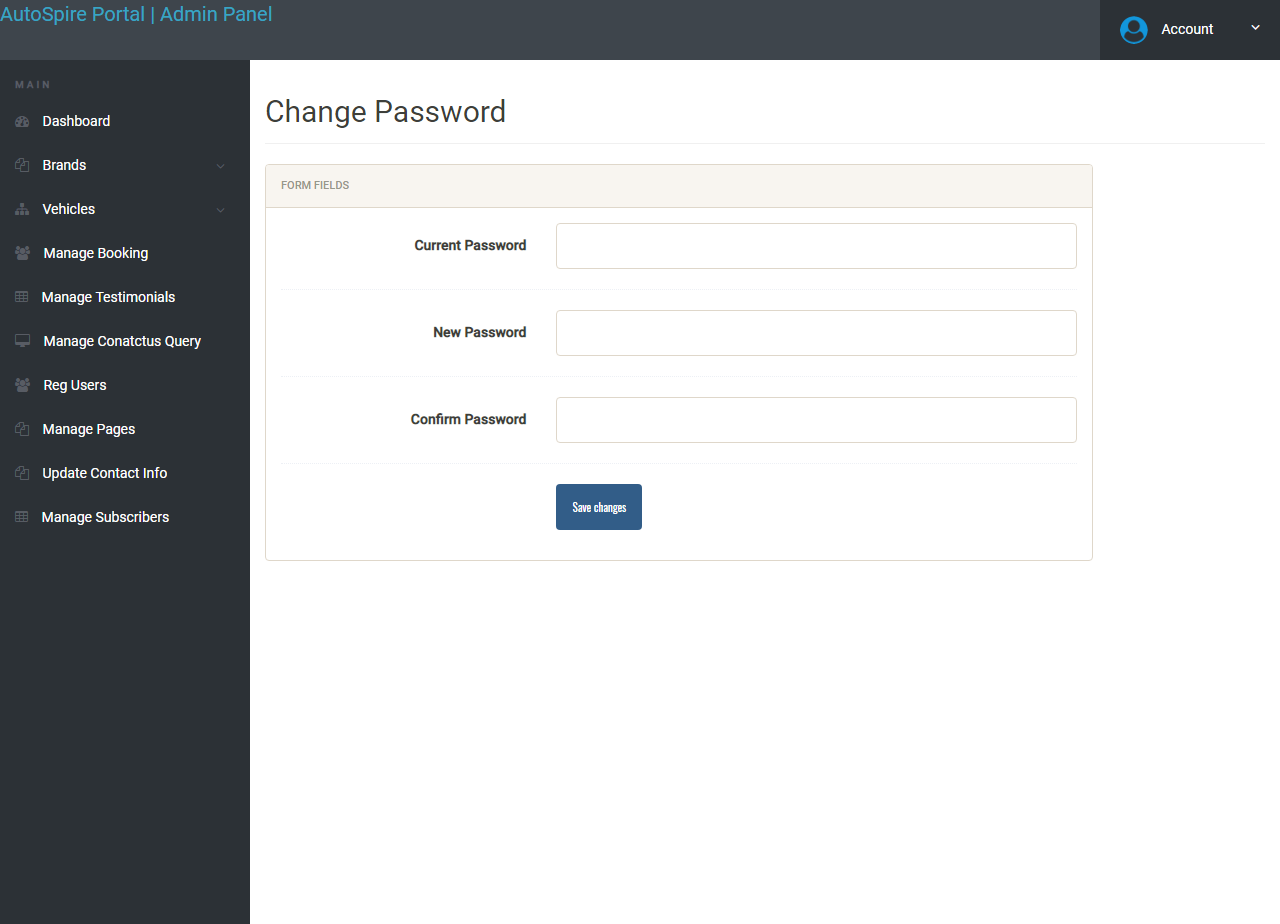 AutoSpire Portal | Admin Panel
Account
MAIN
Dashboard
Brands
Vehicles
Manage Booking
Manage Testimonials
Manage Conatctus Query
Reg Users
Manage Pages
Update Contact Info
Manage Subscribers
Change Password
FORM FIELDS
Current Password
New Password
Confirm Password
Save changes